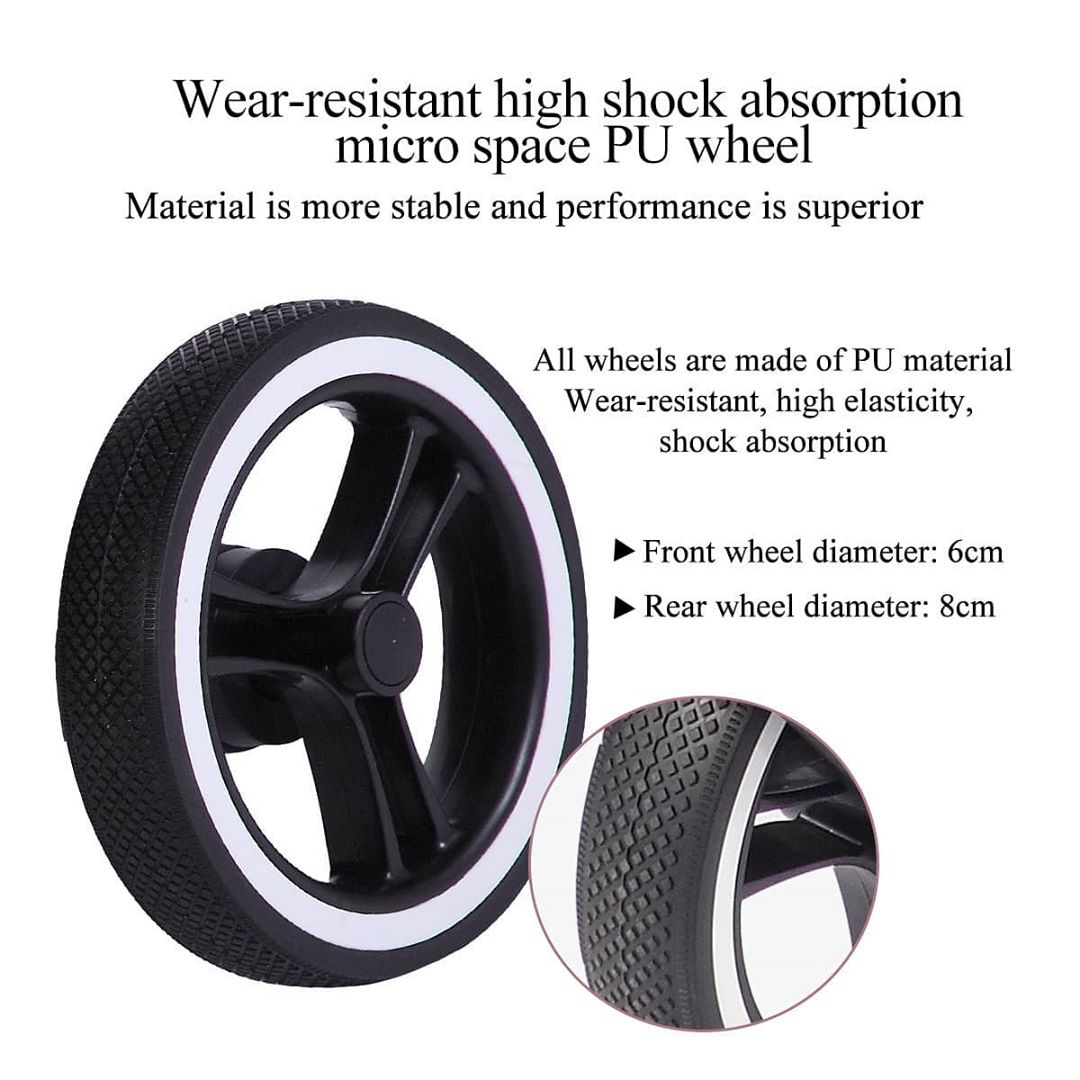 Wear-resistant high shock absorption
micro space PU wheel
Material is more stable and performance is superior
All wheels are made of PU material
Wear-resistant, high elasticity,
shock absorption
▶ Front wheel diameter: 6cm
▶ Rear wheel diameter: 8cm